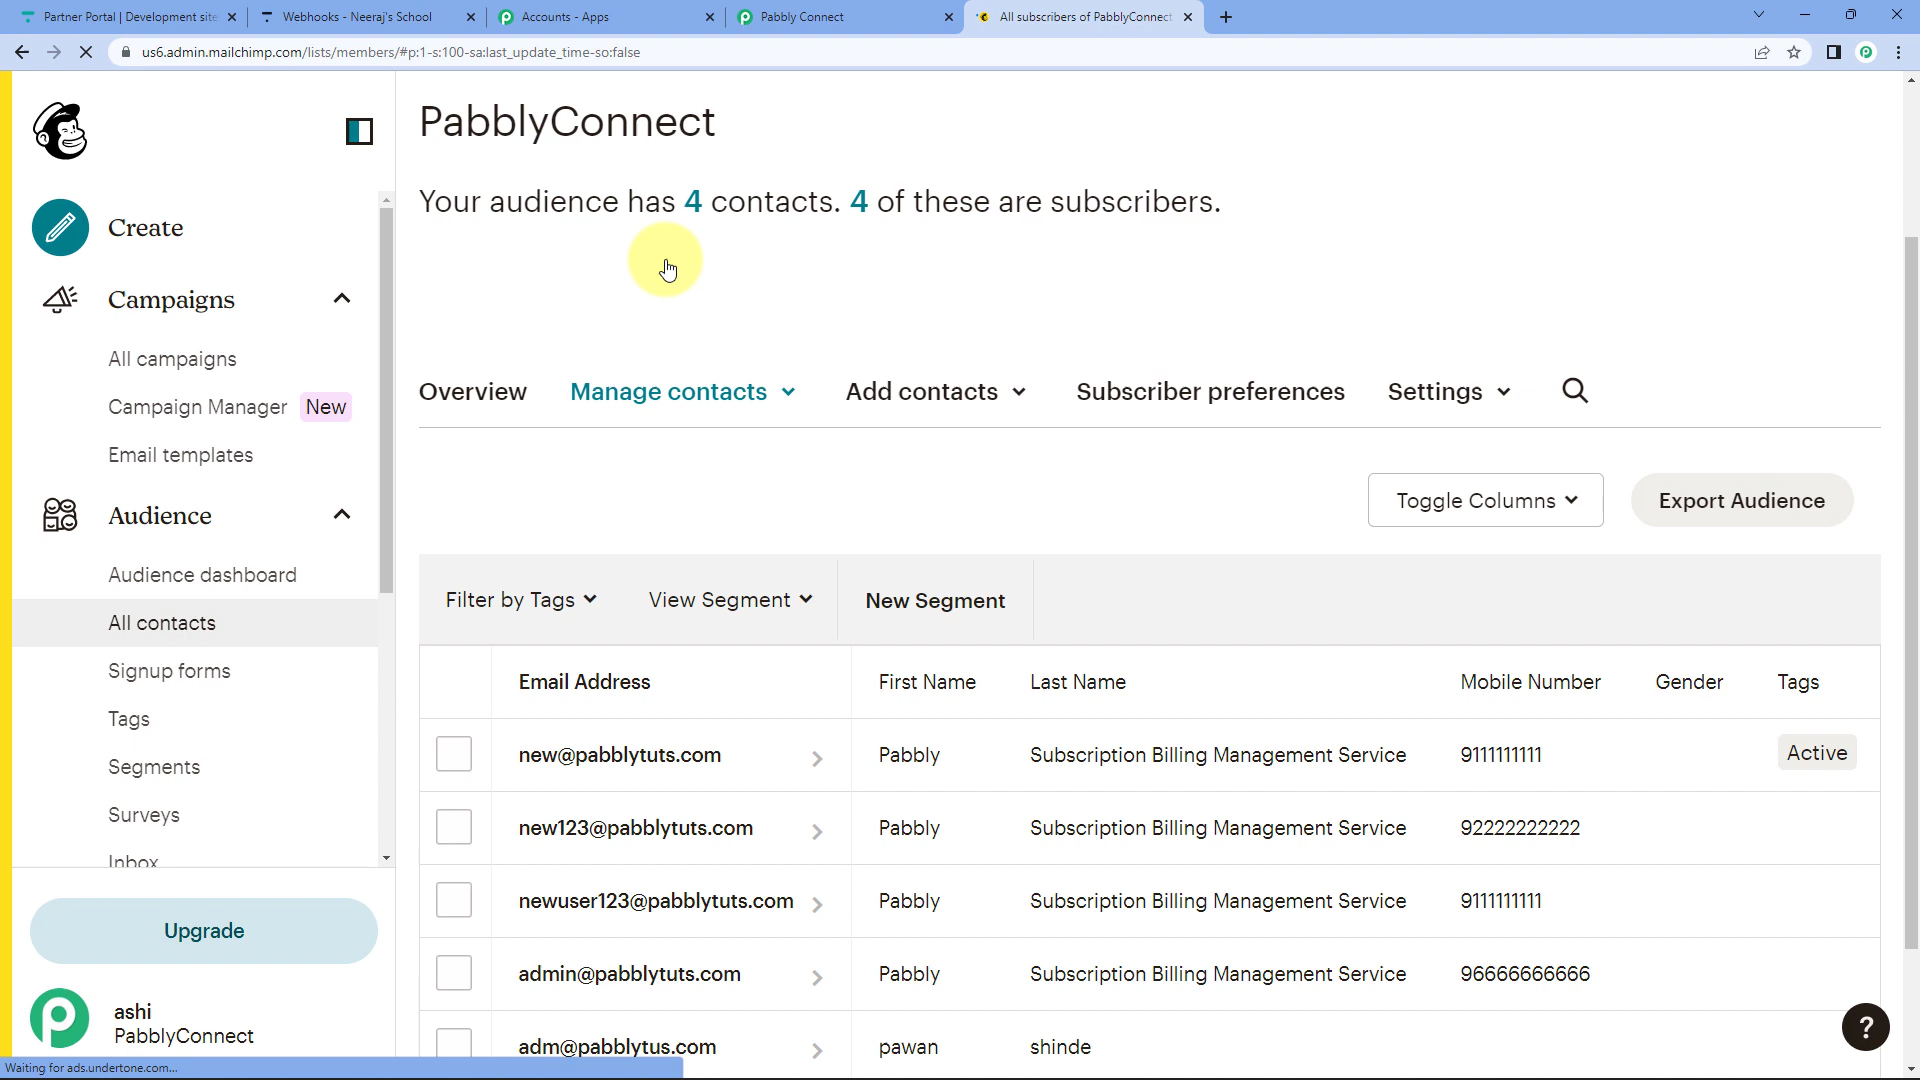 Partner Portal | Development site
Webhooks - Neeraj's School
Accounts - Apps
Pabbly Connect
All subscribers of PabblyConnect
us6.admin.mailchimp.com/lists/members/#p:1-s:100-sa:last_update_time-so:false
PabblyConnect
Your audience has 4 contacts. 4 of these are subscribers.
Create
Campaigns
All campaigns
Campaign Manager New
Email templates
Audience
Audience dashboard
All contacts
Signup forms
Tags
Segments
Surveys
Inbox
Upgrade
ashi
PabblyConnect
Overview Manage contacts Add contacts Subscriber preferences Settings
Toggle Columns Export Audience
Filter by Tags View Segment New Segment
Email Address First Name Last Name Mobile Number Gender Tags
new@pabblytuts.com Pabbly Subscription Billing Management Service 9111111111 Active
new123@pabblytuts.com Pabbly Subscription Billing Management Service 92222222222
newuser123@pabblytuts.com Pabbly Subscription Billing Management Service 9111111111
admin@pabblytuts.com Pabbly Subscription Billing Management Service 96666666666
adm@pabblytus.com pawan shinde
?
Waiting for ads.undertone.com...